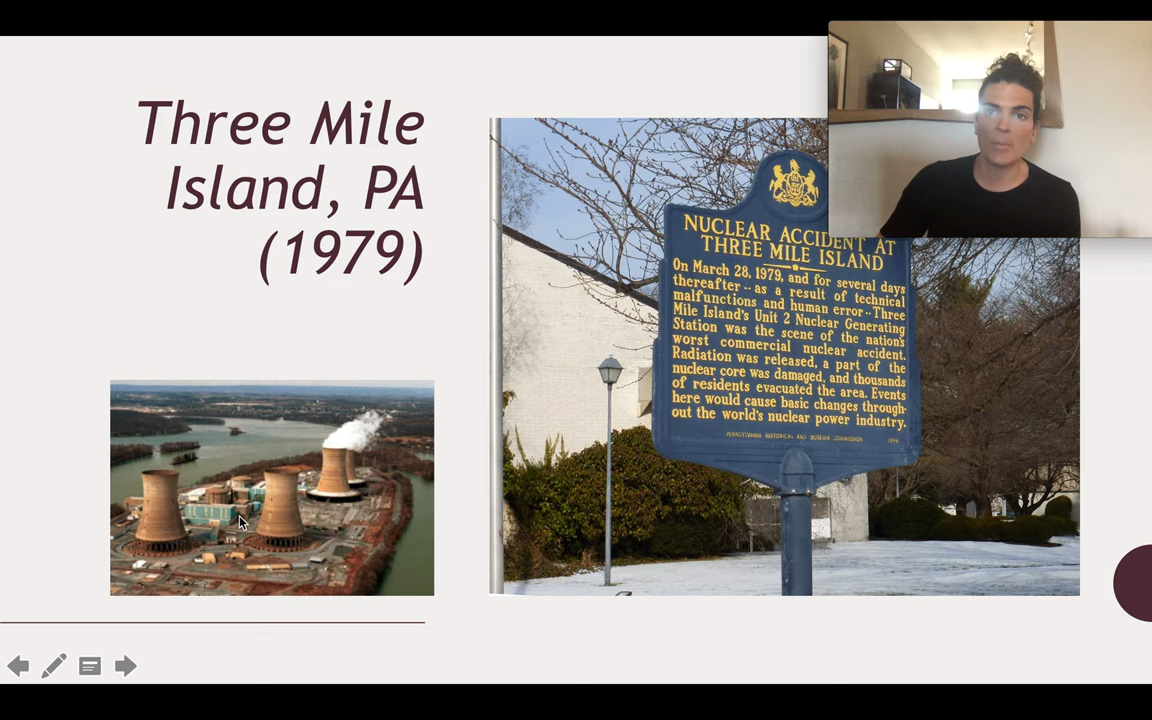 Three Mile
Island, PA
(1979)
NUCLEAR ACCIDENT AT
THREE MILE ISLAND
On March 28, 1979, and for several days
thereafter -- as a result of technical
malfunctions and human error -- Three
Mile Island's Unit 2 Nuclear Generating
Station was the scene of the nation's
worst commercial nuclear accident.
Radiation was released, a part of the
nuclear core was damaged, and thousands
of residents evacuated the area. Events
here would cause basic changes through-
out the world's nuclear power industry.
PENNSYLVANIA HISTORICAL AND MUSEUM COMMISSION 1999